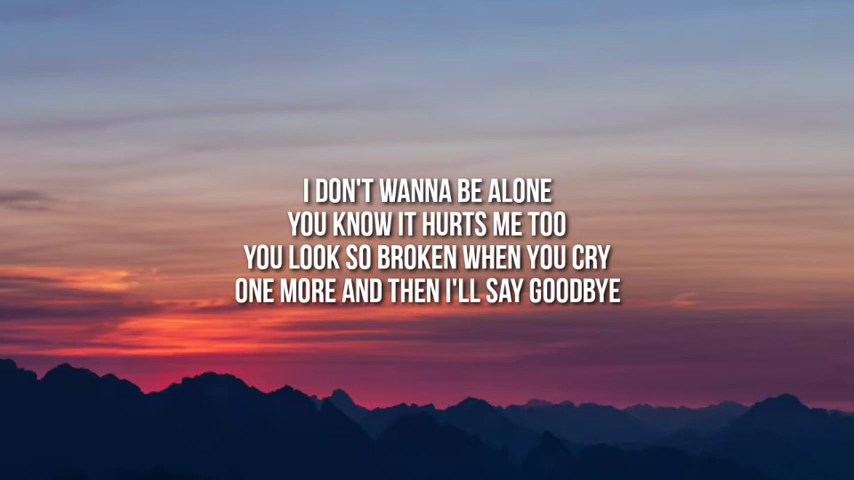 I DON'T WANNA BE ALONE
YOU KNOW IT HURTS ME TOO
YOU LOOK SO BROKEN WHEN YOU CRY
ONE MORE AND THEN I'LL SAY GOODBYE